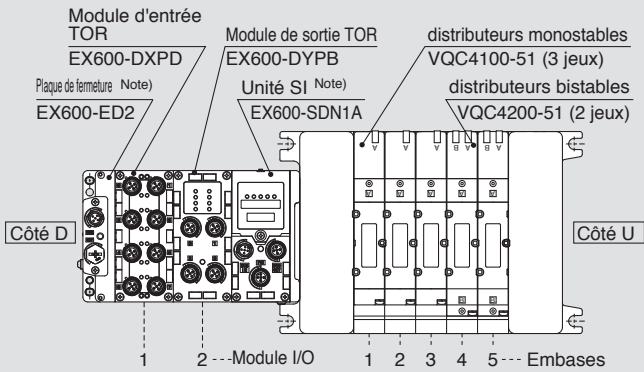 Module d'entrée
TOR
EX600-DXPD
Module de sortie TOR
EX600-DYPB
distributeurs monostables
VQC4100-51 (3 jeux)
Plaque de fermeture Note)
EX600-ED2
Unité SI Note)
EX600-SDN1A
distributeurs bistables
VQC4200-51 (2 jeux)
A A A B A B A
Côté D
Côté U
1 2 ---Module I/O
1 2 3 4 5--- Embases